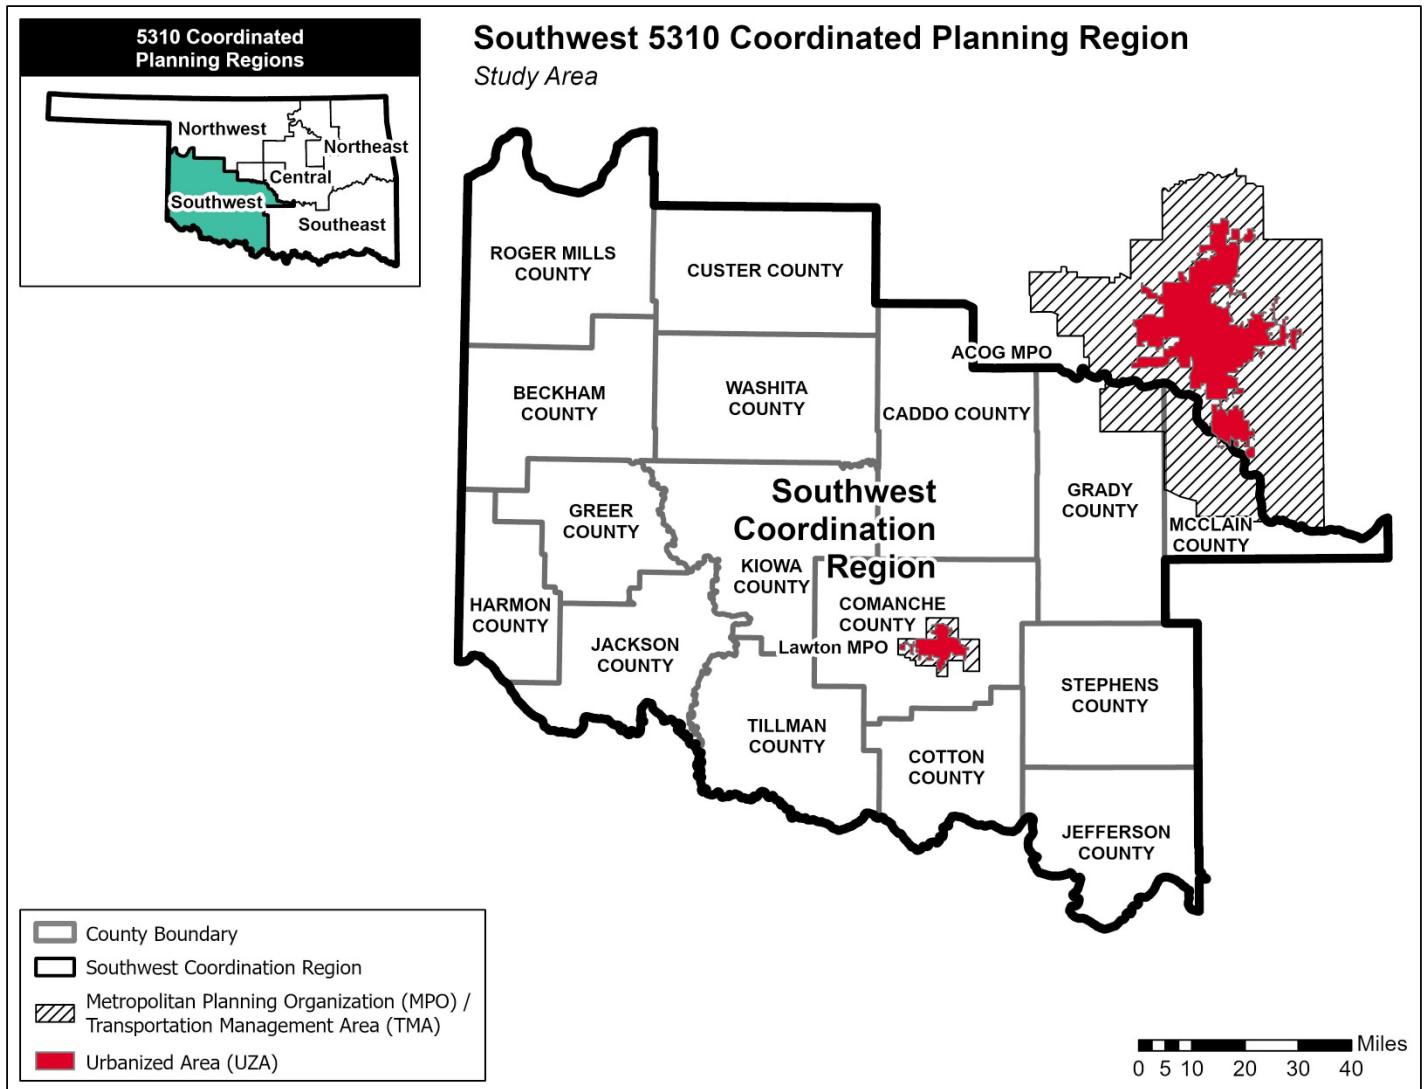 5310 Coordinated
Planning Regions
Northwest
Northeast
Central
Southwest
Southeast
Southwest 5310 Coordinated Planning Region
Study Area
ROGER MILLS
COUNTY
CUSTER COUNTY
ACOG MPO
BECKHAM
COUNTY
WASHITA
COUNTY
CADDO COUNTY
GREER
COUNTY
Southwest
Coordination
Region
GRADY
COUNTY
MCCLAIN
COUNTY
KIOWA
COUNTY
HARMON
COUNTY
COMANCHE
COUNTY
JACKSON
COUNTY
Lawton MPO
STEPHENS
COUNTY
TILLMAN
COUNTY
COTTON
COUNTY
JEFFERSON
COUNTY
County Boundary
Southwest Coordination Region
Metropolitan Planning Organization (MPO) /
Transportation Management Area (TMA)
Urbanized Area (UZA)
Miles
0 5 10 20 30 40